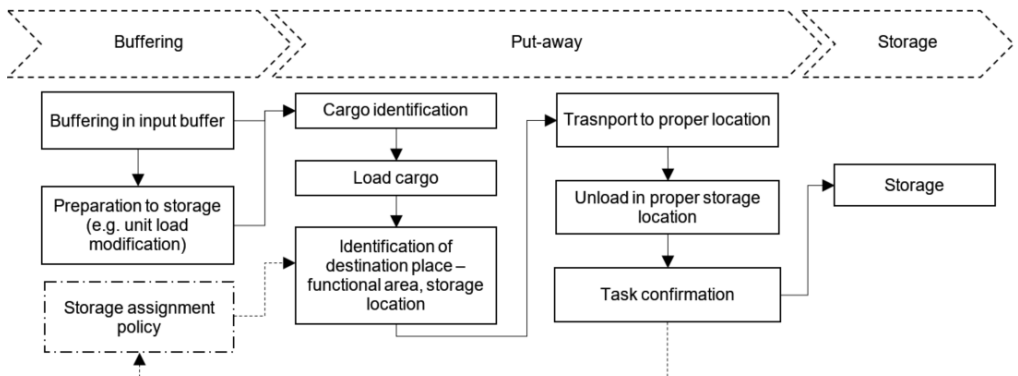 Buffering
Put-away
Storage
Buffering in input buffer
Preparation to storage
(e.g. unit load
modification)
Storage assignment
policy
Cargo identification
Load cargo
Identification of
destination place –
functional area, storage
location
Trasnport to proper location
Unload in proper storage
location
Task confirmation
Storage